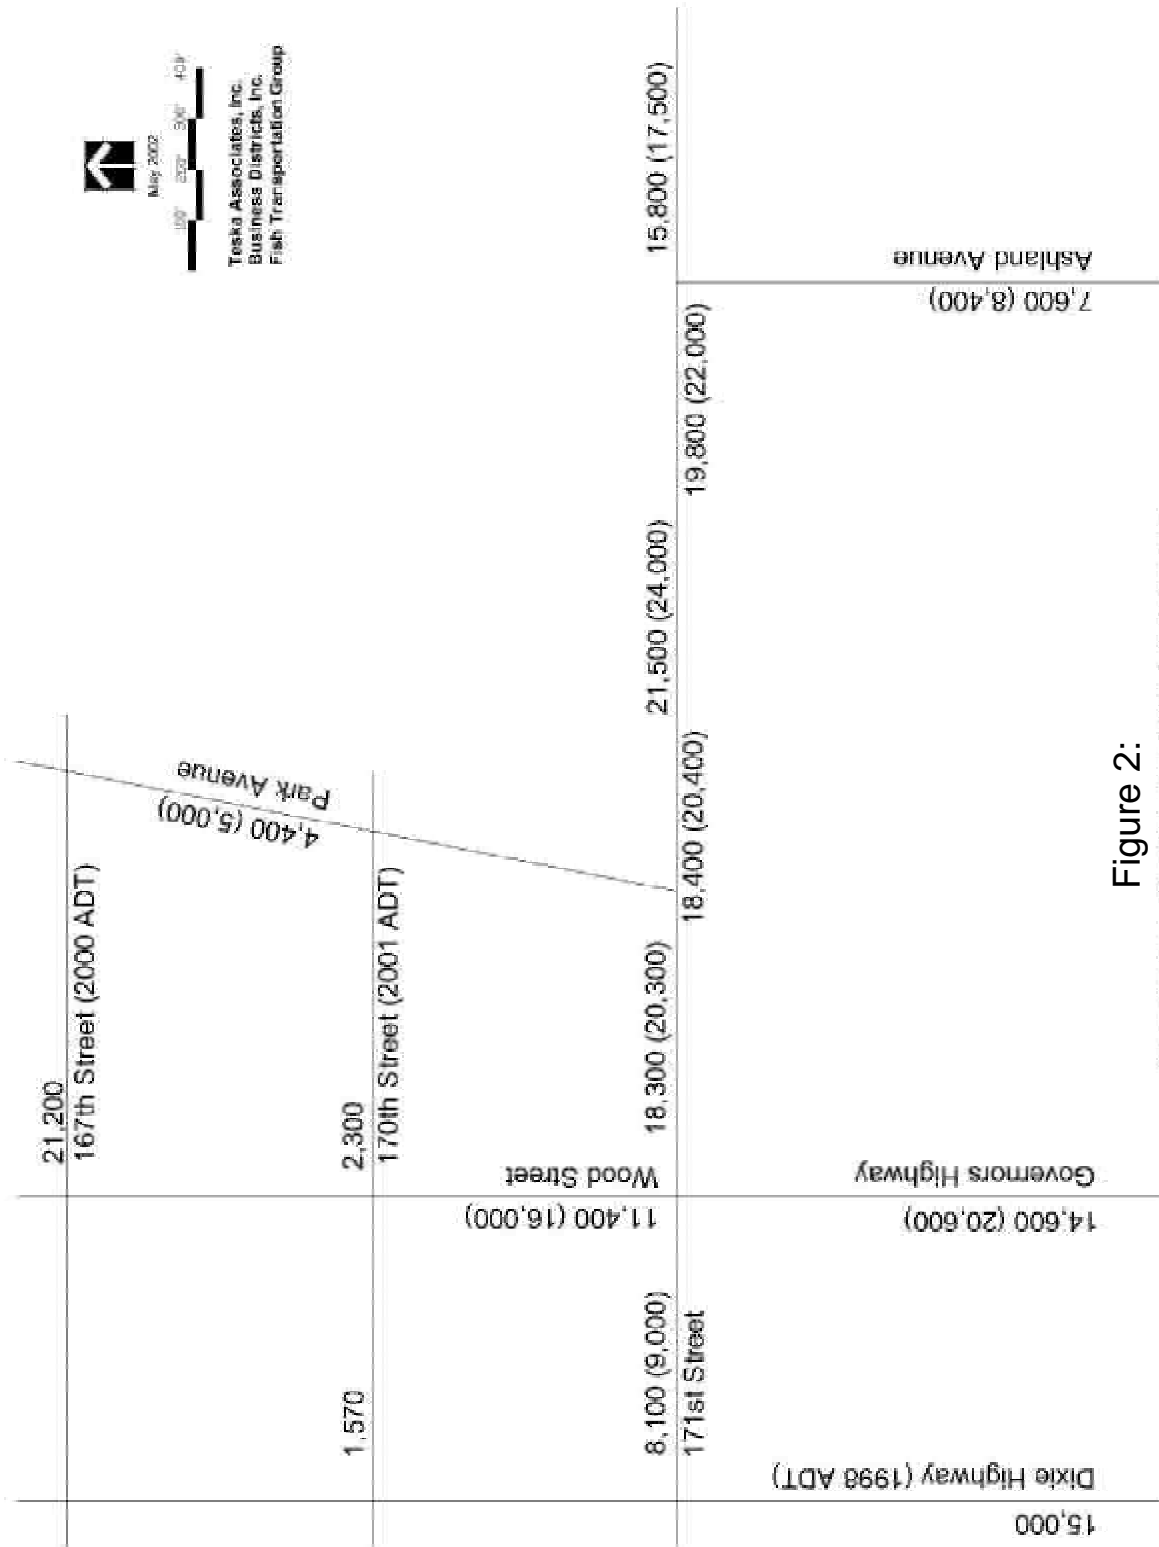 May 2002
100'
200'
300'
400'
Teska Associates, Inc.
Business Districts, Inc.
Fish Transportation Group
21,200
167th Street (2000 ADT)
Park Avenue
4,400 (5,000)
1,570
2,300
170th Street (2001 ADT)
Wood Street
11,400 (16,000)
8,100 (9,000)
171st Street
18,300 (20,300)
18,400 (20,400)
21,500 (24,000)
19,800 (22,000)
15,800 (17,500)
Dixie Highway (1998 ADT)
15,000
Governors Highway
14,600 (20,600)
Ashland Avenue
7,600 (8,400)
Figure 2: